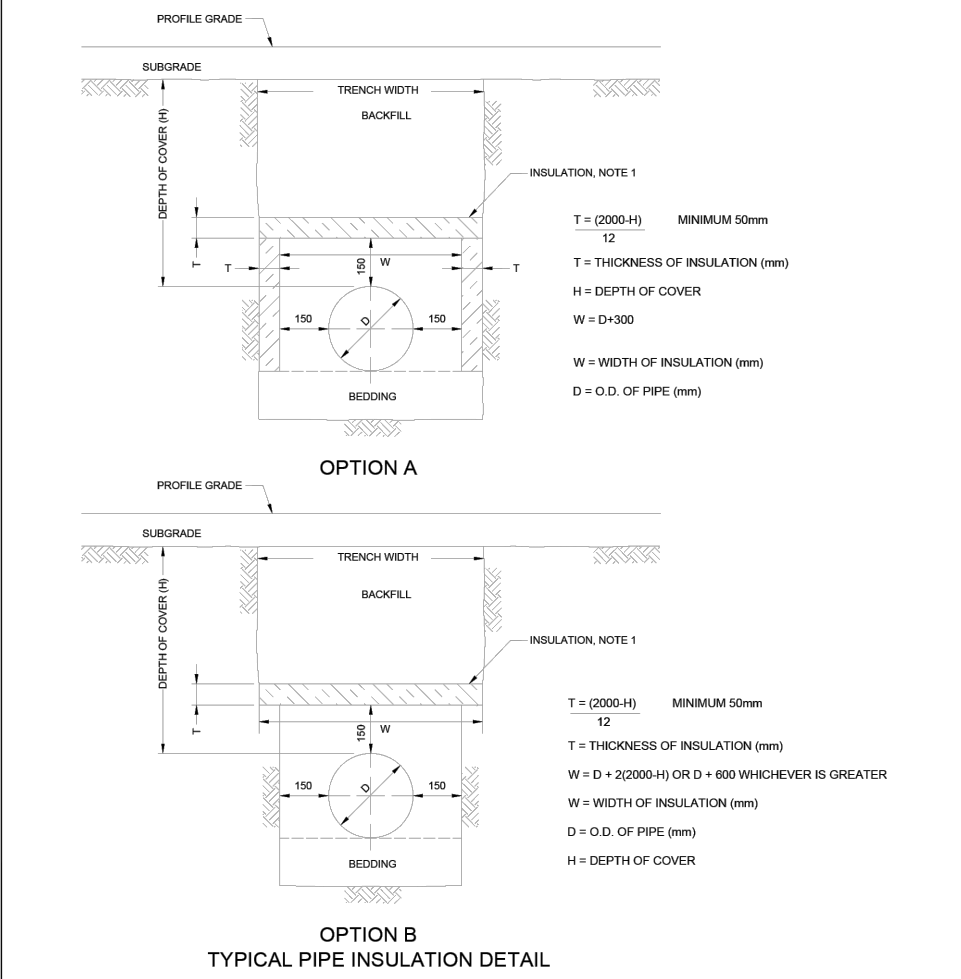 PROFILE GRADE
SUBGRADE
TRENCH WIDTH
BACKFILL
DEPTH OF COVER (H)
INSULATION, NOTE 1
T
T
W
150
T
150
D
150
BEDDING
T = (2000-H) MINIMUM 50mm
12
T = THICKNESS OF INSULATION (mm)
H = DEPTH OF COVER
W = D+300
W = WIDTH OF INSULATION (mm)
D = O.D. OF PIPE (mm)
OPTION A
PROFILE GRADE
SUBGRADE
TRENCH WIDTH
BACKFILL
DEPTH OF COVER (H)
INSULATION, NOTE 1
T
150
W
150
D
150
BEDDING
T = (2000-H) MINIMUM 50mm
12
T = THICKNESS OF INSULATION (mm)
W = D + 2(2000-H) OR D + 600 WHICHEVER IS GREATER
W = WIDTH OF INSULATION (mm)
D = O.D. OF PIPE (mm)
H = DEPTH OF COVER
OPTION B
TYPICAL PIPE INSULATION DETAIL